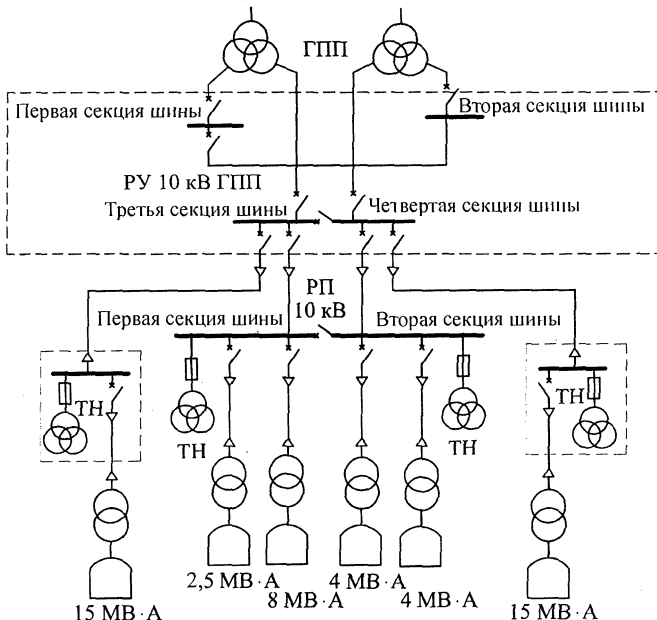 ГПП
Первая секция шины
Вторая секция шины
РУ 10 кВ ГПП
Третья секция шины
Четвертая секция шины
РП
10 кВ
Первая секция шины
Вторая секция шины
ТН
ТН
ТН
ТН
2,5 МВ·А
4 МВ·А
8 МВ·А
4 МВ·А
15 МВ·А
15 МВ·А